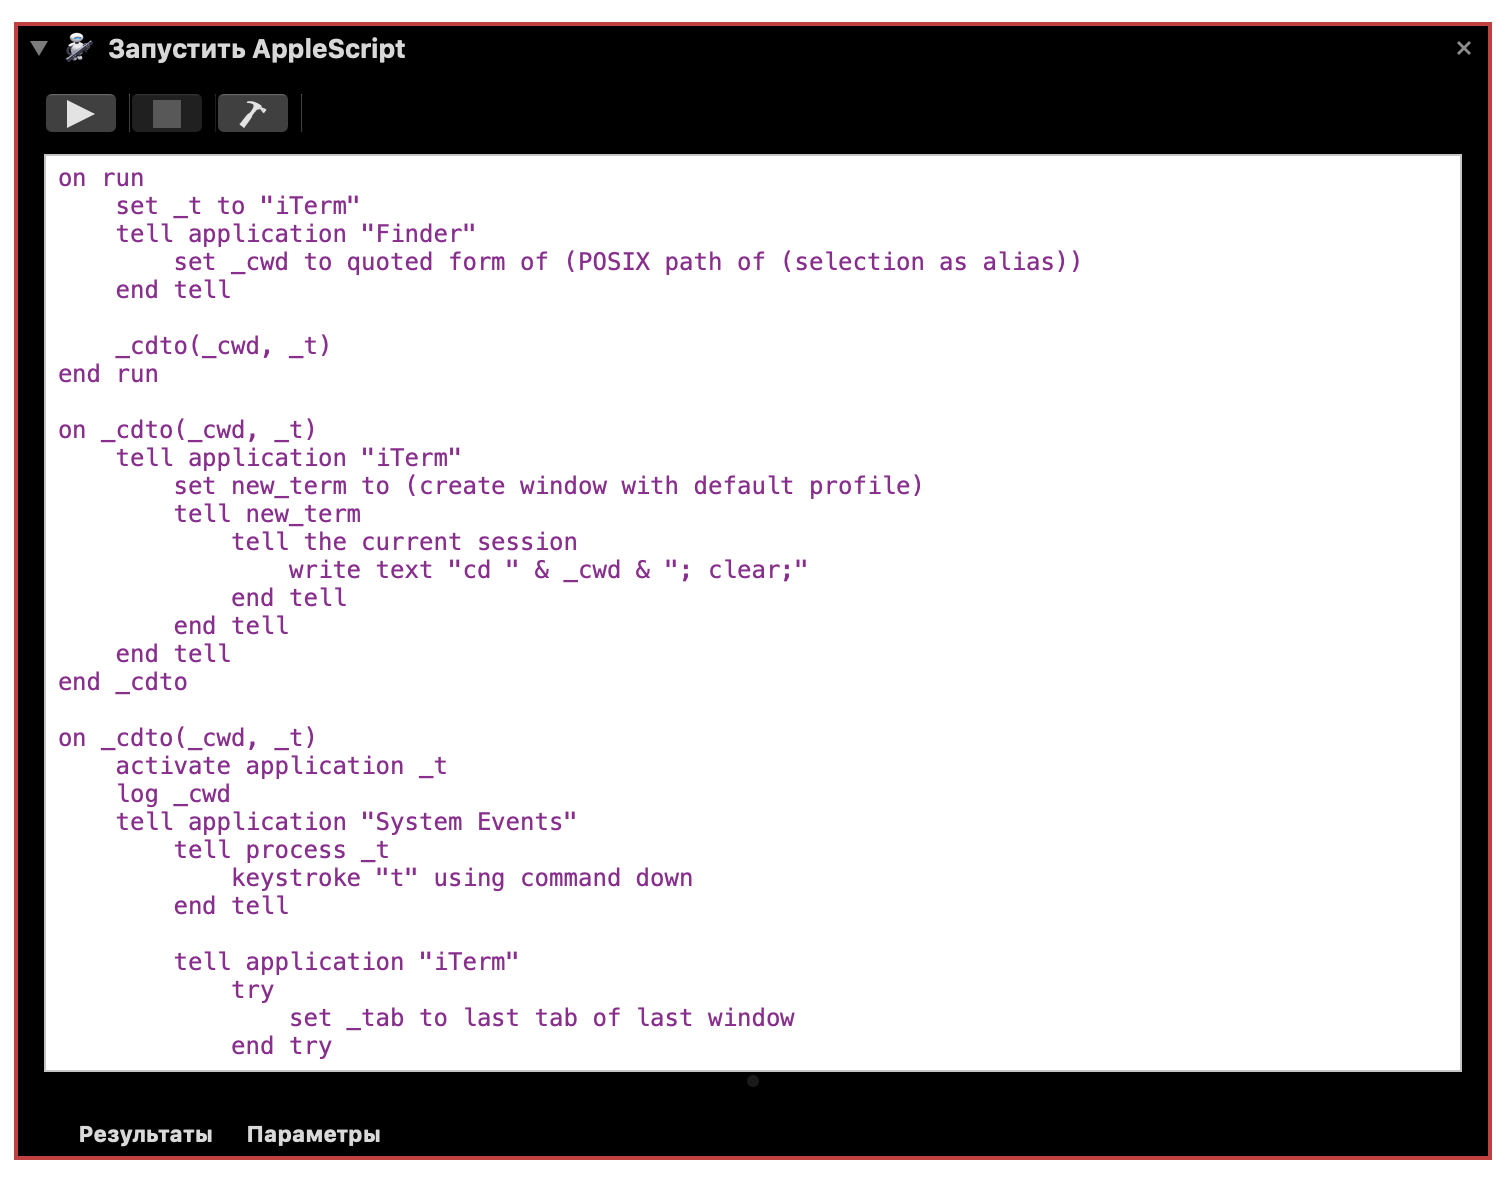 Запустить AppleScript
on run
set _t to "iTerm"
tell application "Finder"
set _cwd to quoted form of (POSIX path of (selection as alias))
end tell
_cdto(_cwd, _t)
end run
on _cdto(_cwd, _t)
tell application "iTerm"
set new_term to (create window with default profile)
tell new_term
tell the current session
write text "cd " & _cwd & "; clear;"
end tell
end tell
end tell
end _cdto
on _cdto(_cwd, _t)
activate application _t
log _cwd
tell application "System Events"
tell process _t
keystroke "t" using command down
end tell
tell application "iTerm"
try
set _tab to last tab of last window
end try
Результаты Параметры